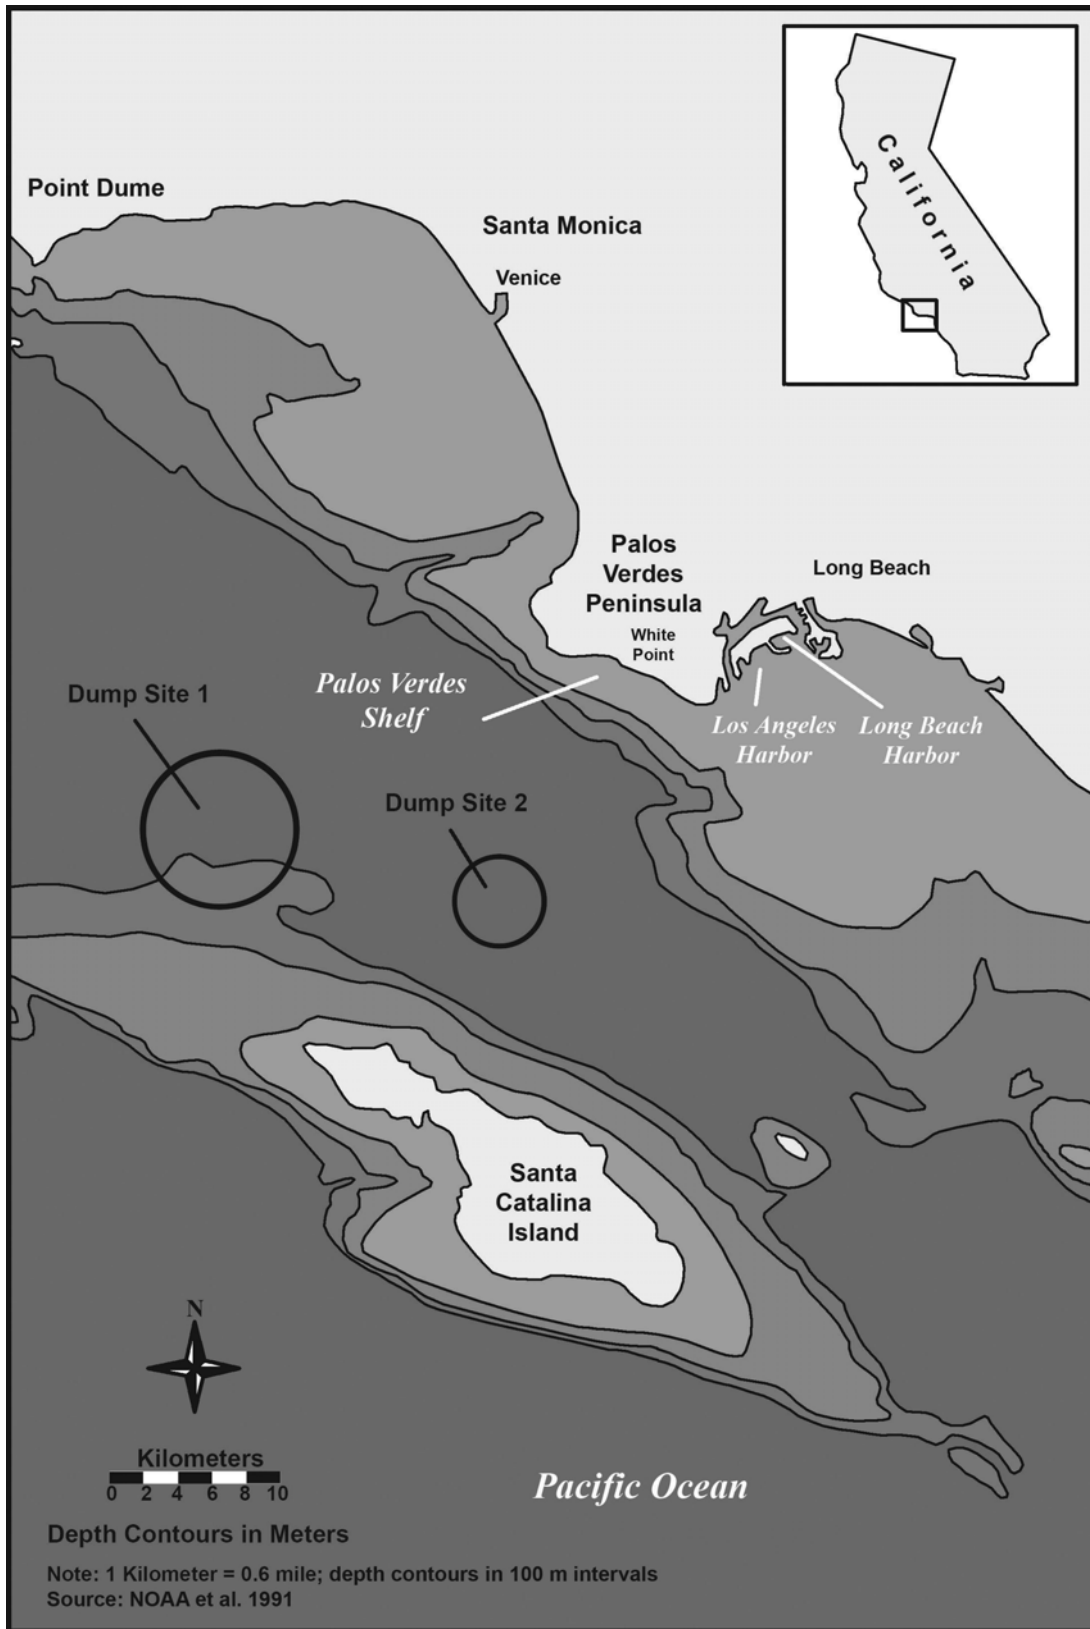 California
Point Dume
Santa Monica
Venice
Palos
Verdes
Peninsula
White
Point
Long Beach
Palos Verdes
Shelf
Los Angeles
Harbor
Long Beach
Harbor
Dump Site 1
Dump Site 2
Santa
Catalina
Island
N
Kilometers
0 2 4 6 8 10
Pacific Ocean
Depth Contours in Meters
Note: 1 Kilometer = 0.6 mile; depth contours in 100 m intervals
Source: NOAA et al. 1991